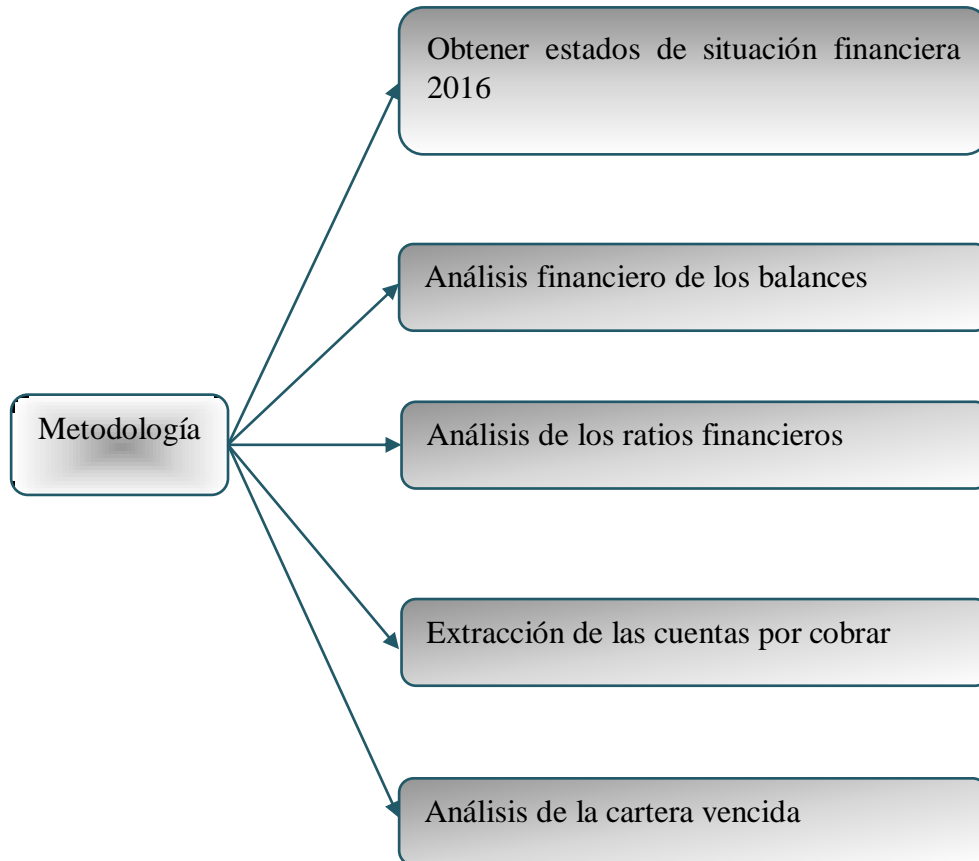 Obtener estados de situación financiera
2016
Análisis financiero de los balances
Metodología
Análisis de los ratios financieros
Extracción de las cuentas por cobrar
Análisis de la cartera vencida